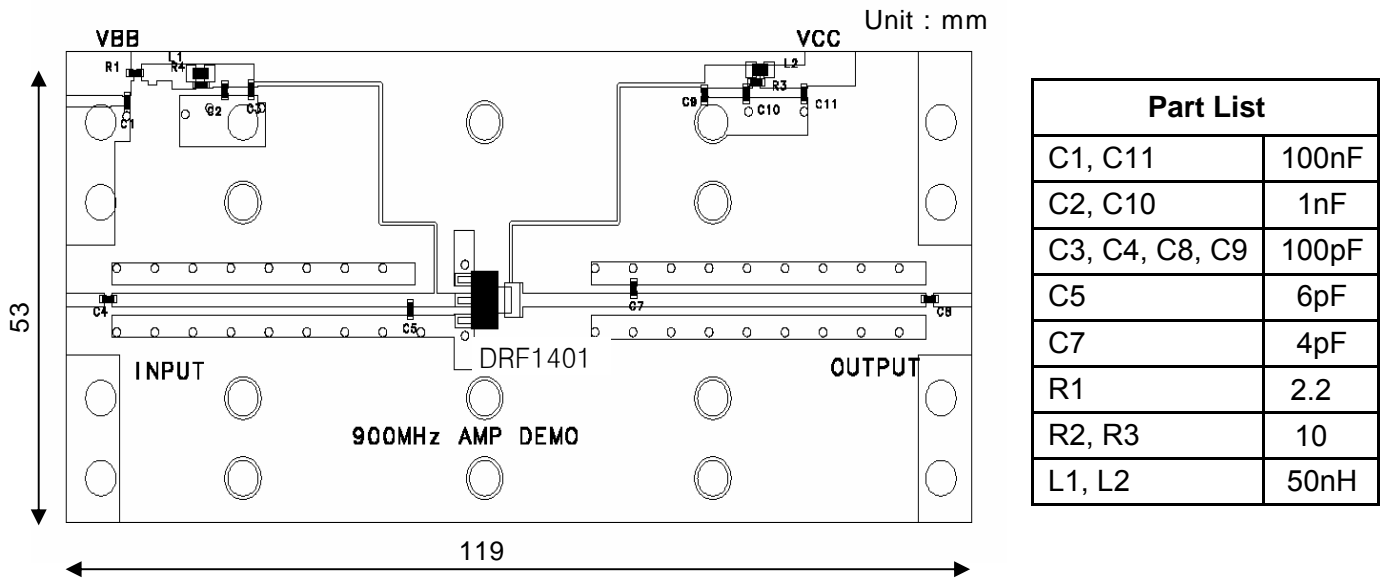 Unit : mm
VBB
VCC
R1
L1
R4
C1
C2
C3
L2
R3
C9
C10
C11
C4
C5
C7
C8
53
DRF1401
INPUT
OUTPUT
900MHz AMP DEMO
119
Part List
C1, C11 100nF
C2, C10 1nF
C3, C4, C8, C9 100pF
C5 6pF
C7 4pF
R1 2.2
R2, R3 10
L1, L2 50nH